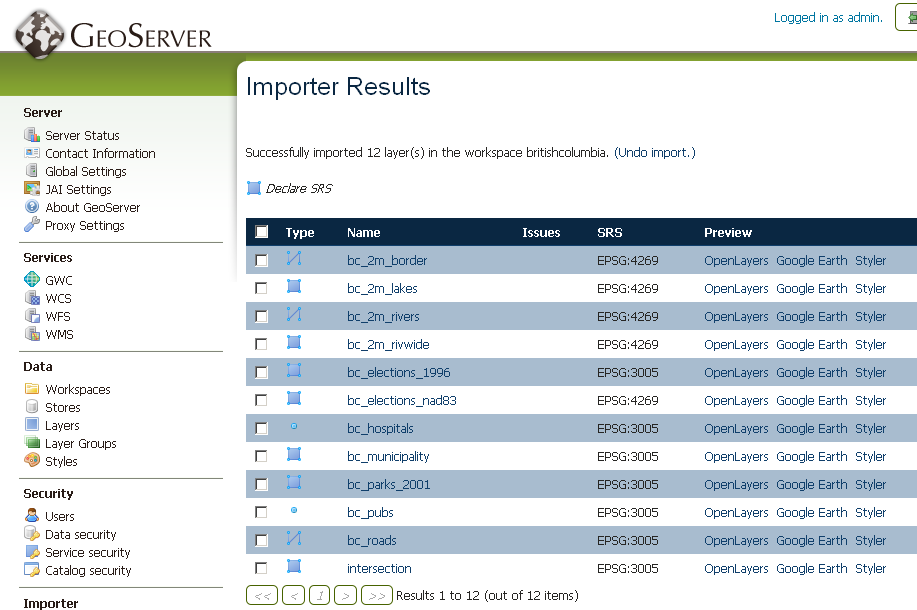 GEOSERVER
Logged in as admin.
Server
Server Status
Contact Information
Global Settings
JAI Settings
About GeoServer
Proxy Settings
Services
GWC
WCS
WFS
WMS
Data
Workspaces
Stores
Layers
Layer Groups
Styles
Security
Users
Data security
Service security
Catalog security
Importer
Importer Results
Successfully imported 12 layer(s) in the workspace britishcolumbia. (Undo import.)
Declare SRS
Type Name Issues SRS Preview
bc_2m_border EPSG:4269 OpenLayers Google Earth Styler
bc_2m_lakes EPSG:4269 OpenLayers Google Earth Styler
bc_2m_rivers EPSG:4269 OpenLayers Google Earth Styler
bc_2m_rivwide EPSG:4269 OpenLayers Google Earth Styler
bc_elections_1996 EPSG:3005 OpenLayers Google Earth Styler
bc_elections_nad83 EPSG:4269 OpenLayers Google Earth Styler
bc_hospitals EPSG:3005 OpenLayers Google Earth Styler
bc_municipality EPSG:3005 OpenLayers Google Earth Styler
bc_parks_2001 EPSG:3005 OpenLayers Google Earth Styler
bc_pubs EPSG:3005 OpenLayers Google Earth Styler
bc_roads EPSG:3005 OpenLayers Google Earth Styler
intersection EPSG:3005 OpenLayers Google Earth Styler
<< < 1 > >> Results 1 to 12 (out of 12 items)